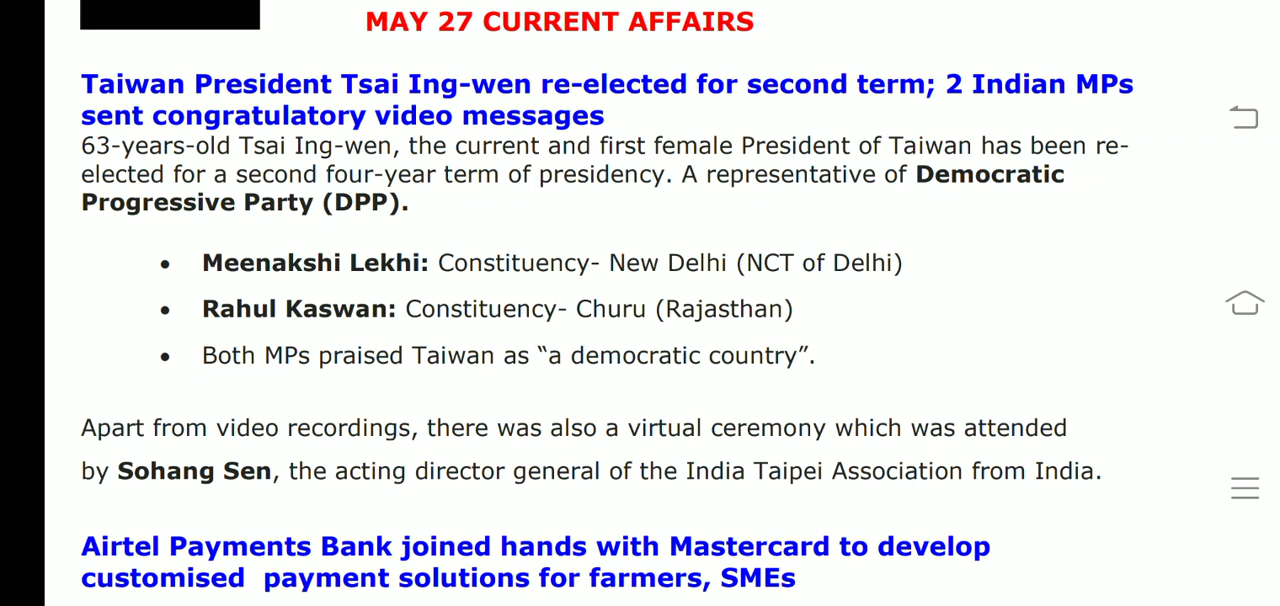 MAY 27 CURRENT AFFAIRS
Taiwan President Tsai Ing-wen re-elected for second term; 2 Indian MPs
sent congratulatory video messages
63-years-old Tsai Ing-wen, the current and first female President of Taiwan has been re-
elected for a second four-year term of presidency. A representative of Democratic
Progressive Party (DPP).
• Meenakshi Lekhi: Constituency- New Delhi (NCT of Delhi)
• Rahul Kaswan: Constituency- Churu (Rajasthan)
• Both MPs praised Taiwan as “a democratic country”.
Apart from video recordings, there was also a virtual ceremony which was attended
by Sohang Sen, the acting director general of the India Taipei Association from India.
Airtel Payments Bank joined hands with Mastercard to develop
customised  payment solutions for farmers, SMEs